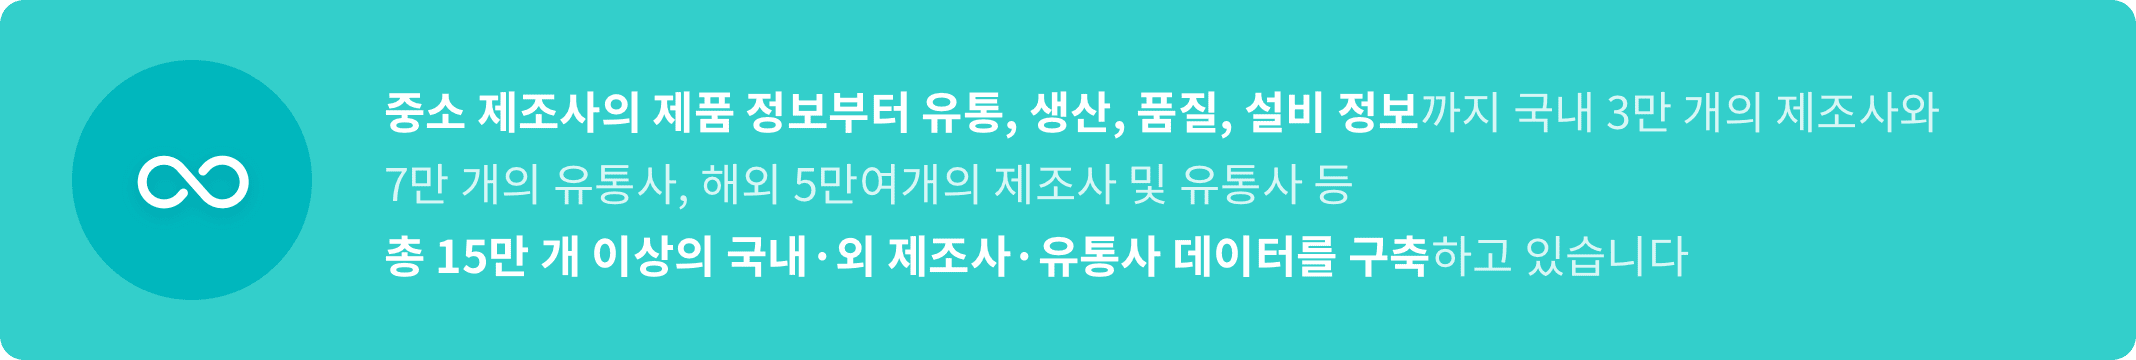 중소 제조사의 제품 정보부터 유통, 생산, 품질, 설비 정보까지 국내 3만 개의 제조사와
7만 개의 유통사, 해외 5만여개의 제조사 및 유통사 등
총 15만 개 이상의 국내·외 제조사·유통사 데이터를 구축하고 있습니다